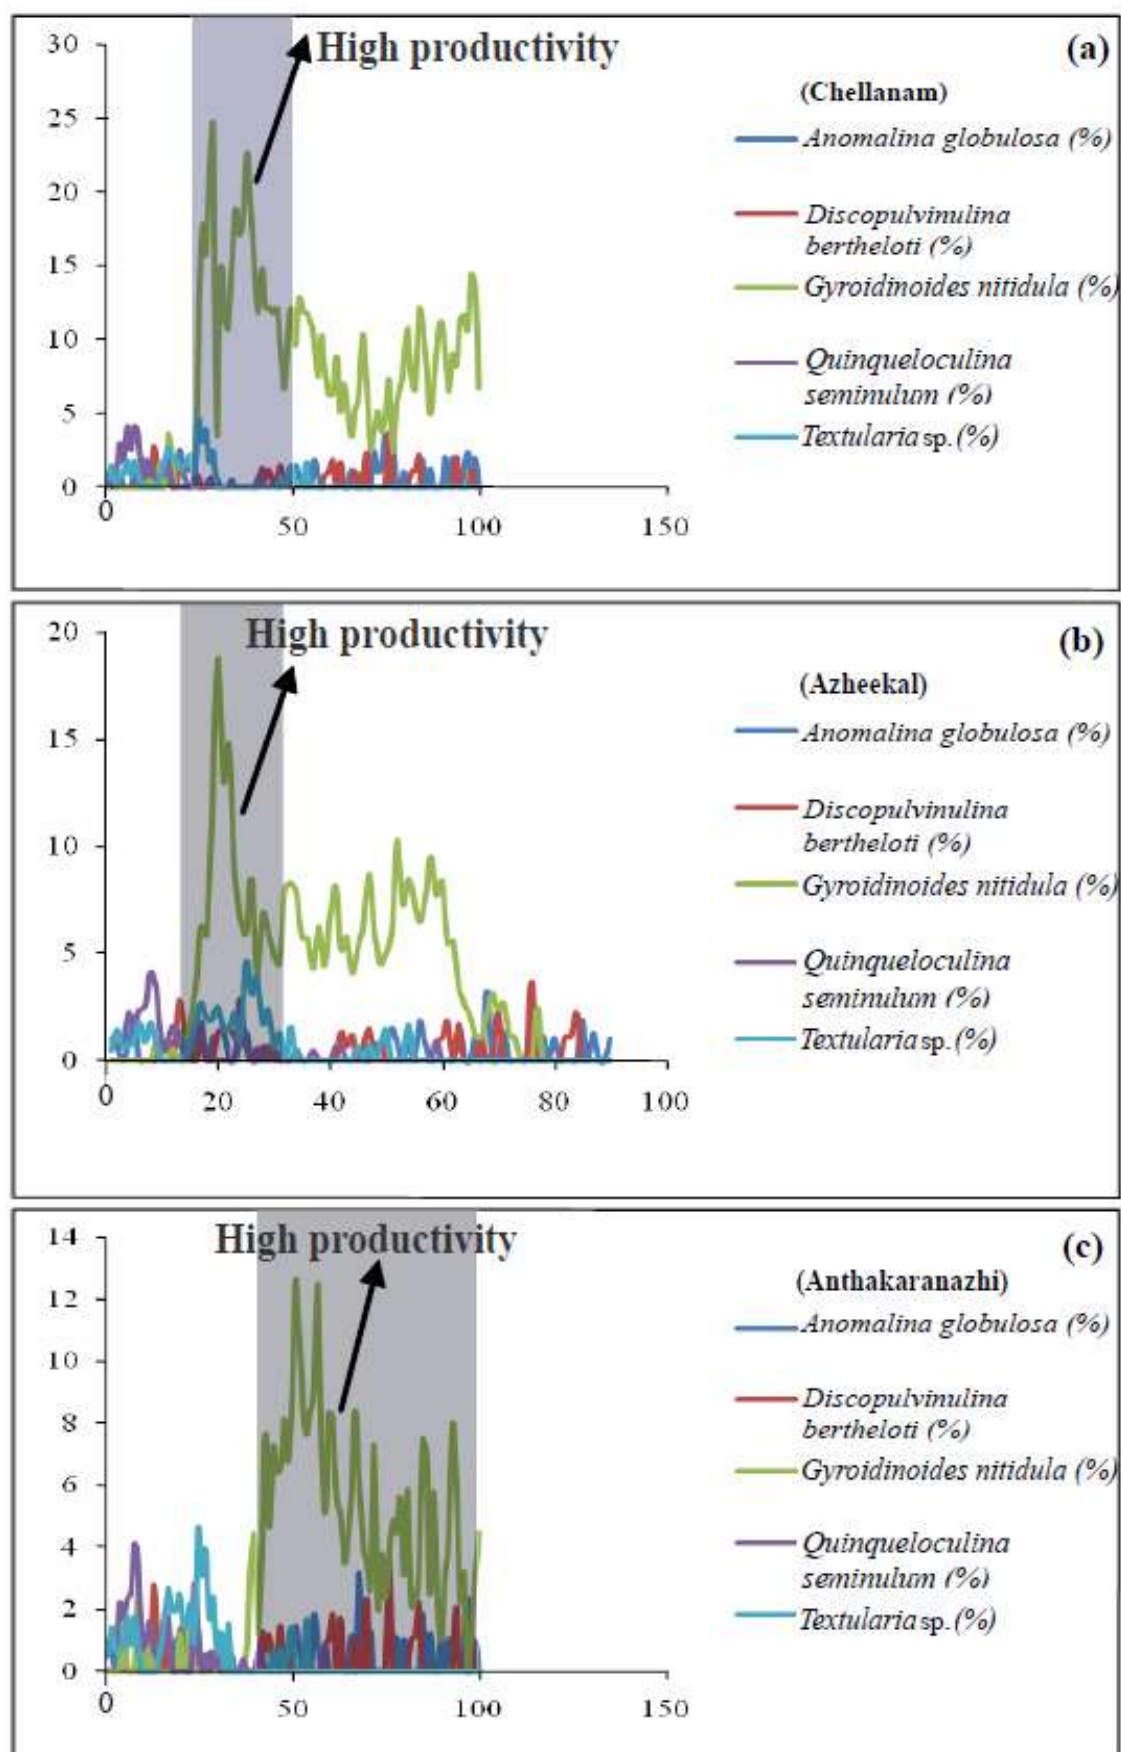 High productivity
(a)
30
25
20
15
10
5
0
0
50
100
150
(Chellanam)
Anomalina globulosa (%)
Discopulvinulina
bertheloti (%)
Gyroidinoides nitidula (%)
Quinqueloculina
seminulum (%)
Textularia sp. (%)
High productivity
(b)
20
15
10
5
0
0
20
40
60
80
100
(Azheekal)
Anomalina globulosa (%)
Discopulvinulina
bertheloti (%)
Gyroidinoides nitidula (%)
Quinqueloculina
seminulum (%)
Textularia sp. (%)
High productivity
(c)
14
12
10
8
6
4
2
0
0
50
100
150
(Anthakaranazhi)
Anomalina globulosa (%)
Discopulvinulina
bertheloti (%)
Gyroidinoides nitidula (%)
Quinqueloculina
seminulum (%)
Textularia sp. (%)